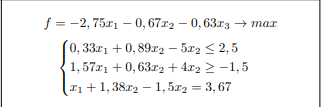 f = −2,75x₁ − 0,67x₂ − 0,63x₃ → max
0,33x₁ + 0,89x₂ − 5x₂ ≤ 2,5
1,57x₁ + 0,63x₂ + 4x₂ ≥ −1,5
x₁ + 1,38x₂ − 1,5x₂ = 3,67